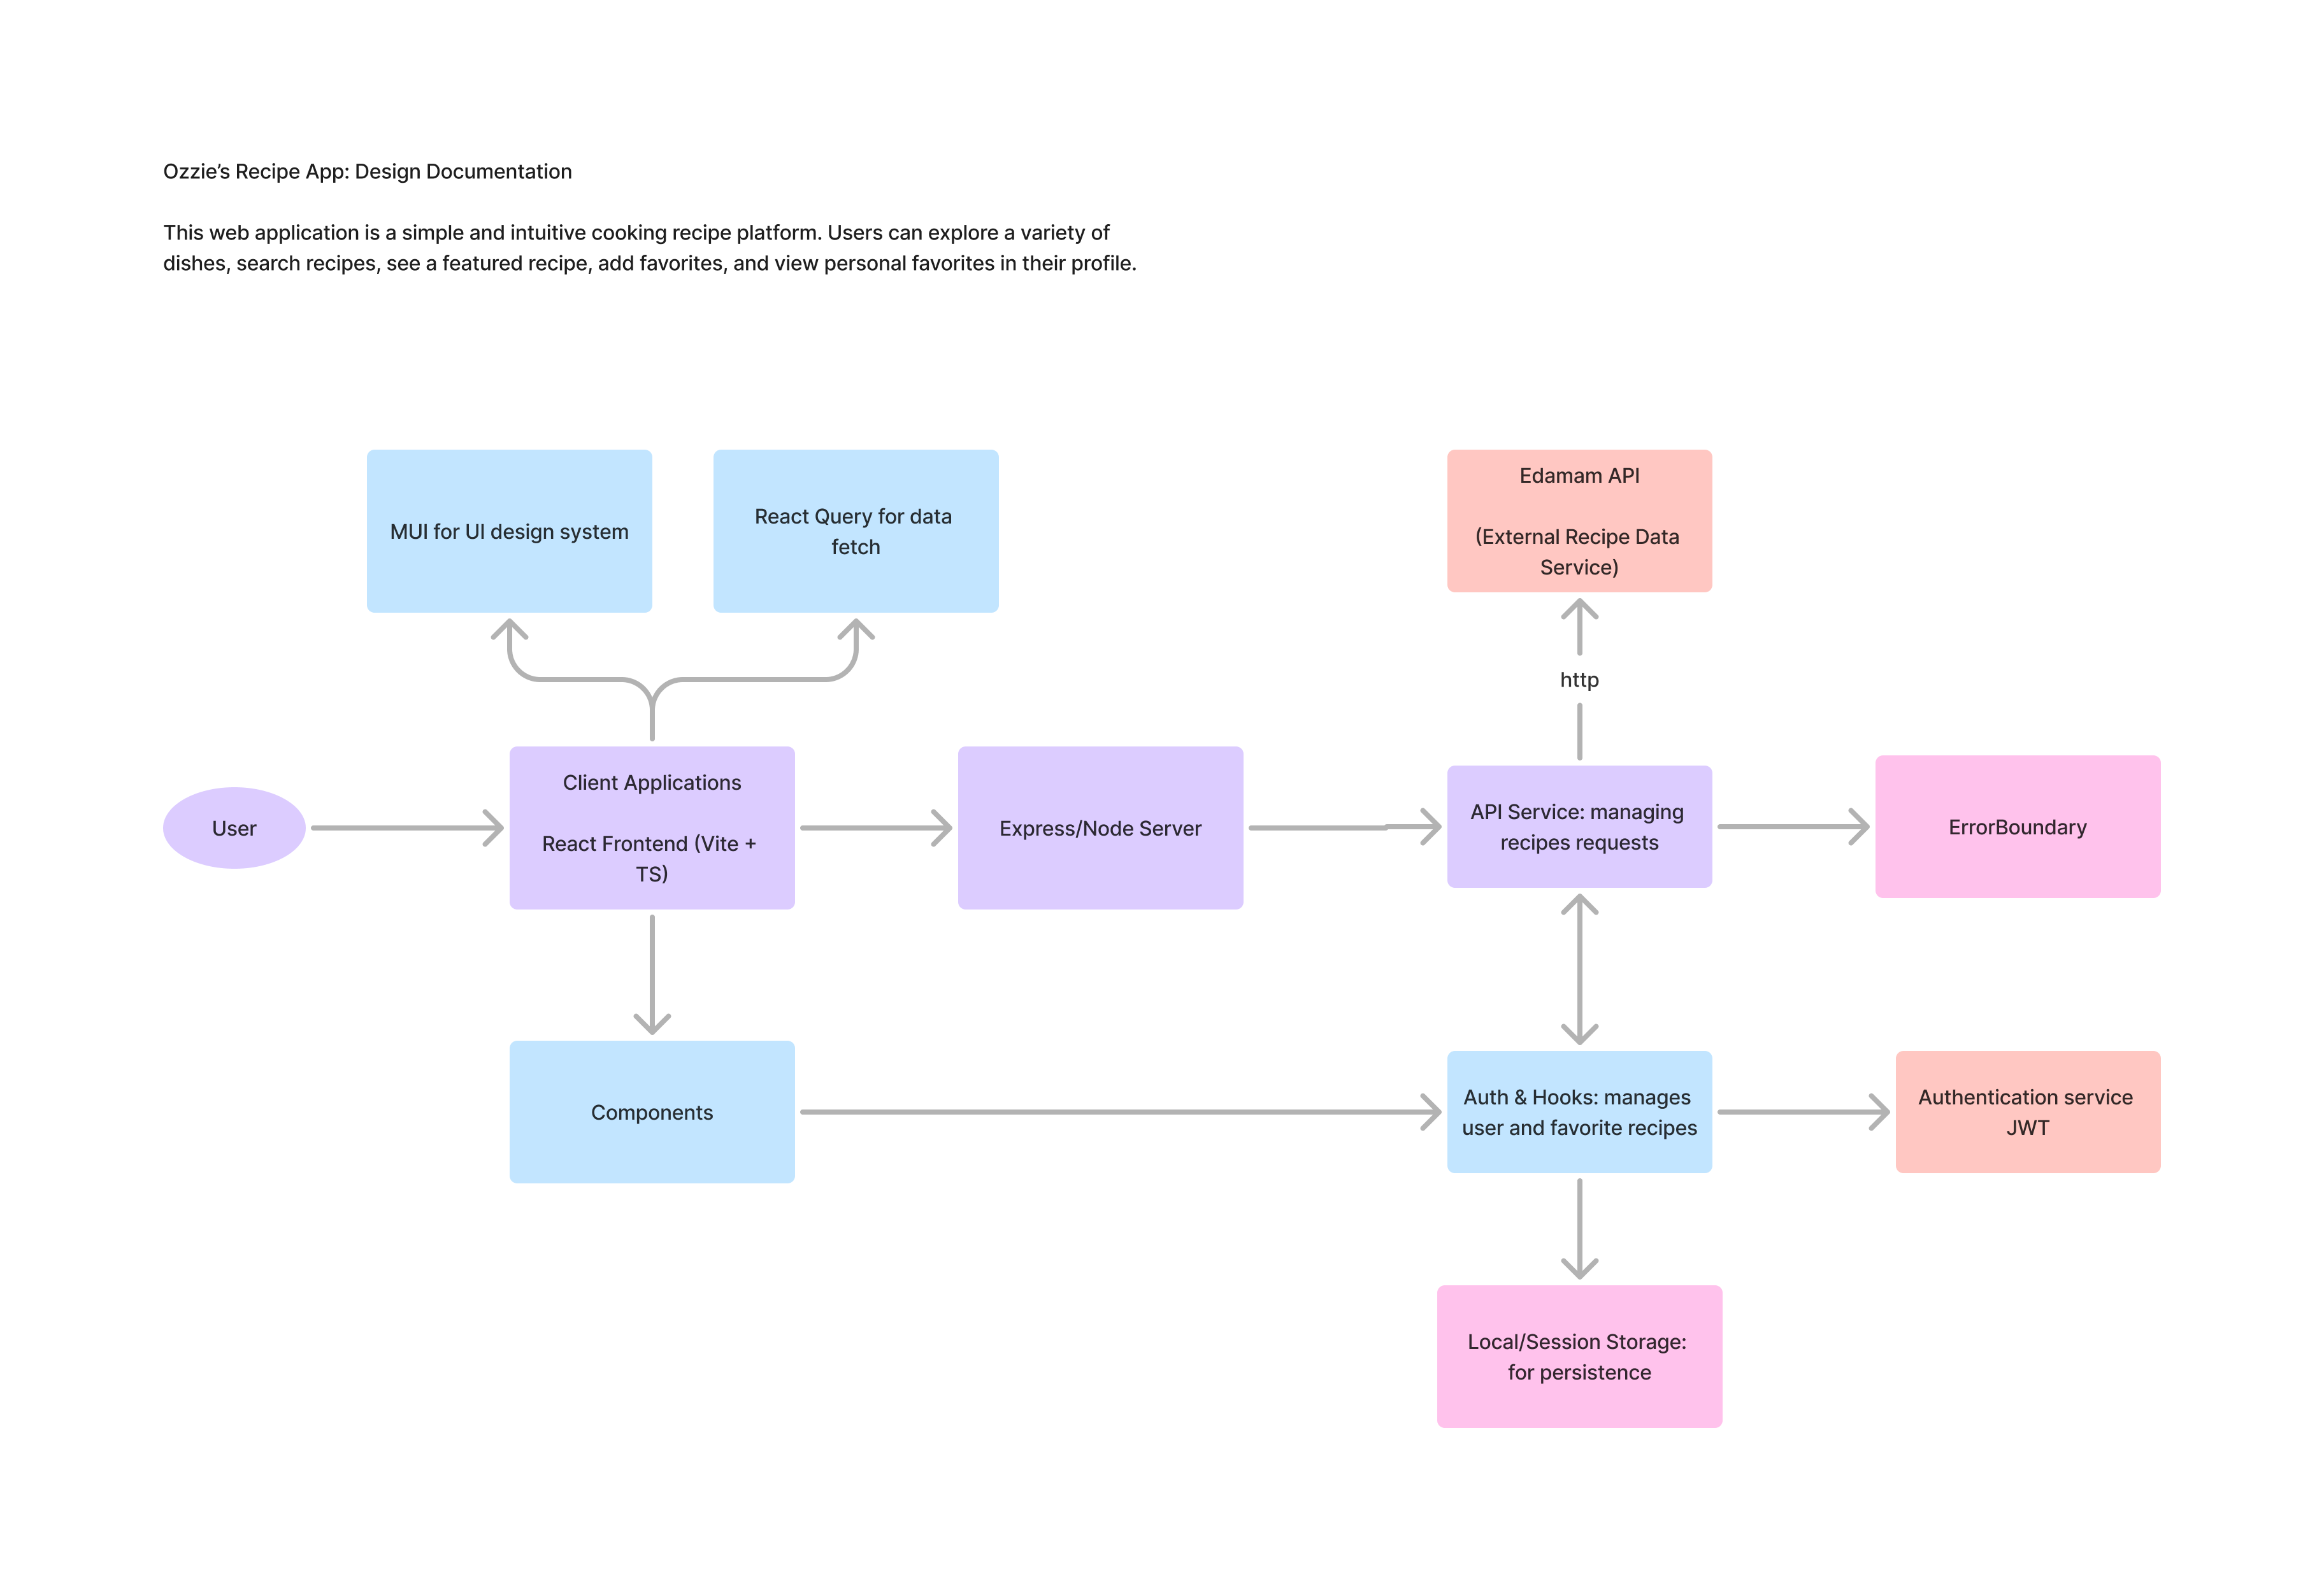 Ozzie’s Recipe App: Design Documentation
This web application is a simple and intuitive cooking recipe platform. Users can explore a variety of
dishes, search recipes, see a featured recipe, add favorites, and view personal favorites in their profile.
MUI for UI design system
React Query for data
fetch
Edamam API
(External Recipe Data
Service)
http
User
Client Applications
React Frontend (Vite +
TS)
Express/Node Server
API Service: managing
recipes requests
ErrorBoundary
Components
Auth & Hooks: manages
user and favorite recipes
Authentication service
JWT
Local/Session Storage:
for persistence